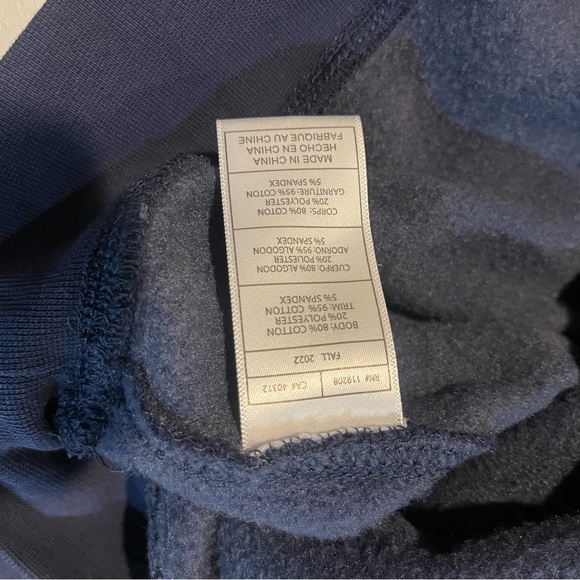 RN# 119208 CA# 40312
FALL 2022
BODY: 80% COTTON
20% POLYESTER
TRIM: 95% COTTON
5% SPANDEX
CUERPO: 80% ALGODON
20% POLIESTER
ADORNO: 95% ALGODON
5% SPANDEX
CORPS: 80% COTTON
20% POLYESTER
GARNITURE: 95% COTON
5% SPANDEX
MADE IN CHINA
HECHO EN CHINA
FABRIQUE AU CHINE